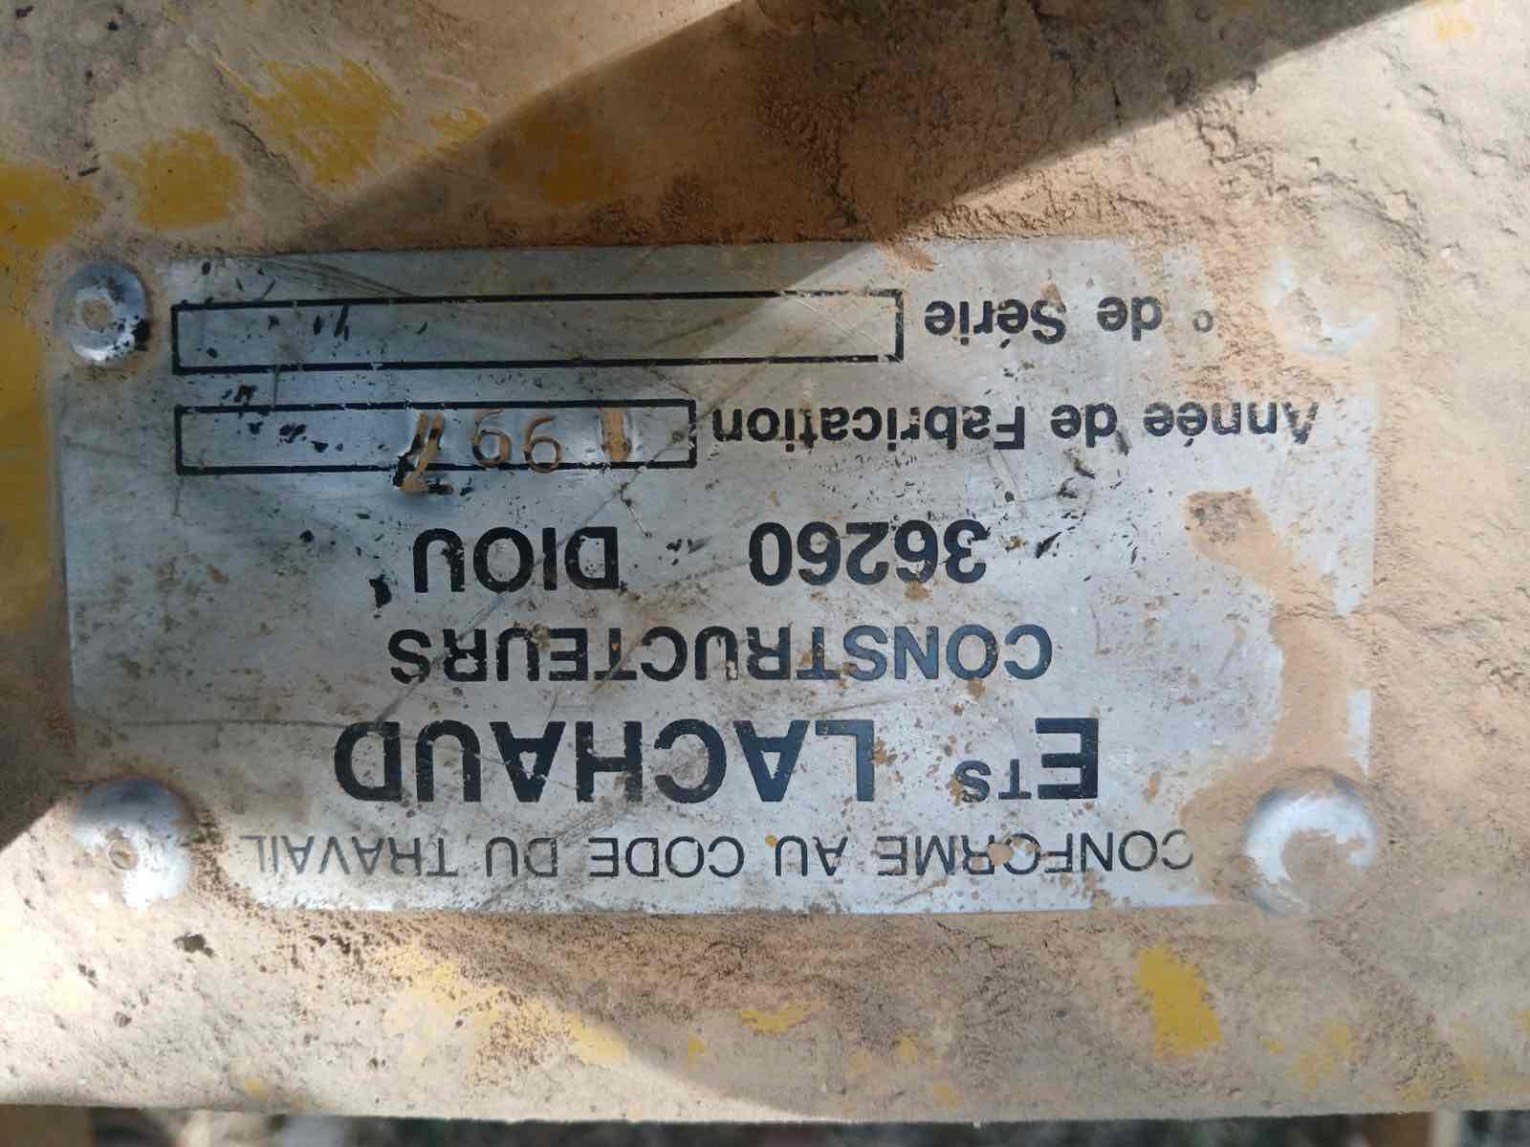 CONFORME AU CODE DU TRAVAIL
ETS LACHAUD
CONSTRUCTEURS
36260 DIOU
Année de Fabrication 1997
° de Série